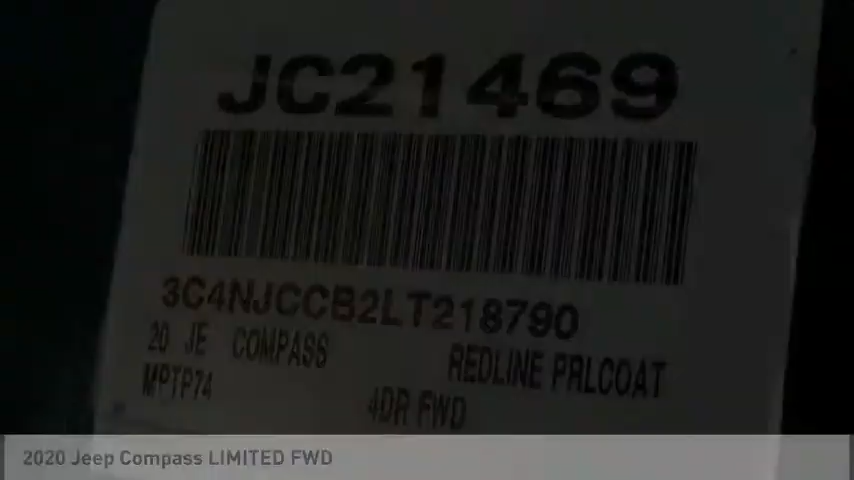 JC21469
3C4NJCCB2LT218790
20 JE COMPASS REDLINE PRLCOAT
MPTP74 4DR FWD
2020 Jeep Compass LIMITED FWD